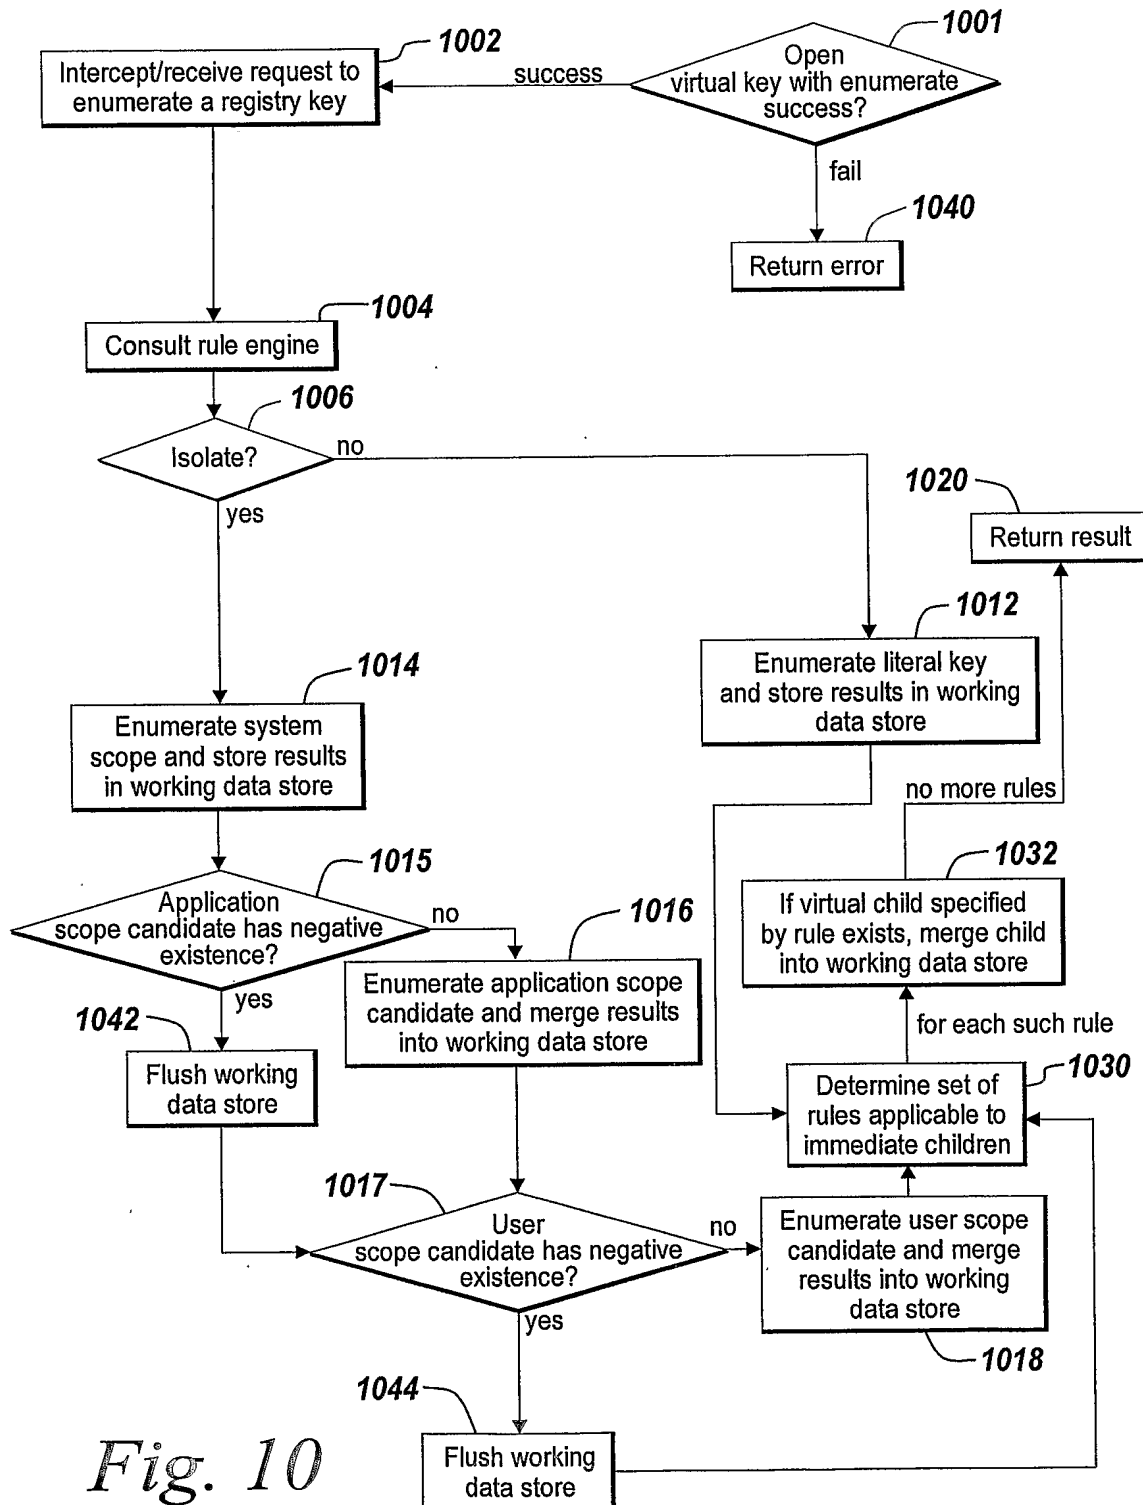 1002
Intercept/receive request to
enumerate a registry key
success
1001
Open
virtual key with enumerate
success?
fail
1040
Return error
1004
Consult rule engine
1006
Isolate?
no
yes
1020
Return result
1012
Enumerate literal key
and store results in working
data store
1014
Enumerate system
scope and store results
in working data store
no more rules
1015
Application
scope candidate has negative
existence?
no
yes
1016
Enumerate application scope
candidate and merge results
into working data store
1032
If virtual child specified
by rule exists, merge child
into working data store
for each such rule
1042
Flush working
data store
1030
Determine set of
rules applicable to
immediate children
1017
User
scope candidate has negative
existence?
no
yes
Enumerate user scope
candidate and merge
results into working
data store
1018
1044
Flush working
data store
Fig. 10